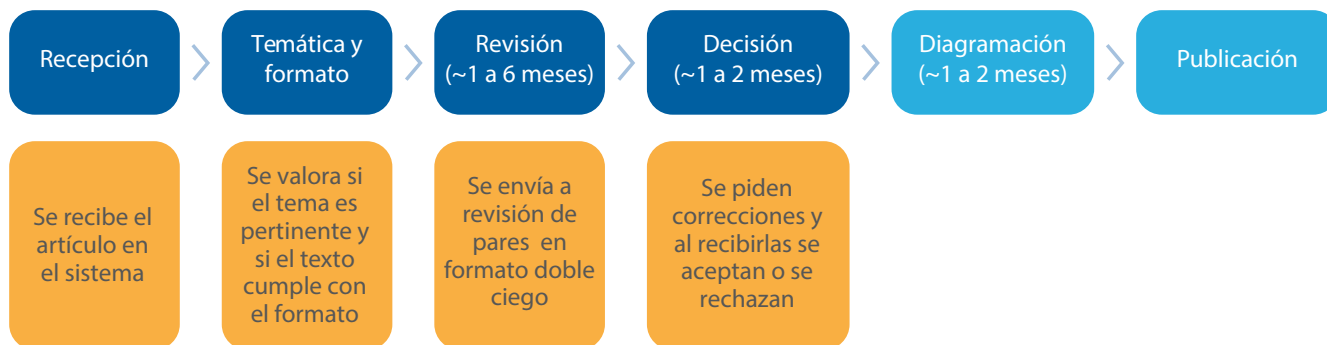 Recepción
Temática y
formato
Revisión
(~1 a 6 meses)
Decisión
(~1 a 2 meses)
Diagramación
(~1 a 2 meses)
Publicación
Se recibe el
artículo en
el sistema
Se valora si
el tema es
pertinente y
si el texto
cumple con
el formato
Se envía a
revisión de
pares en
formato doble
ciego
Se piden
correcciones y
al recibirlas se
aceptan o se
rechazan